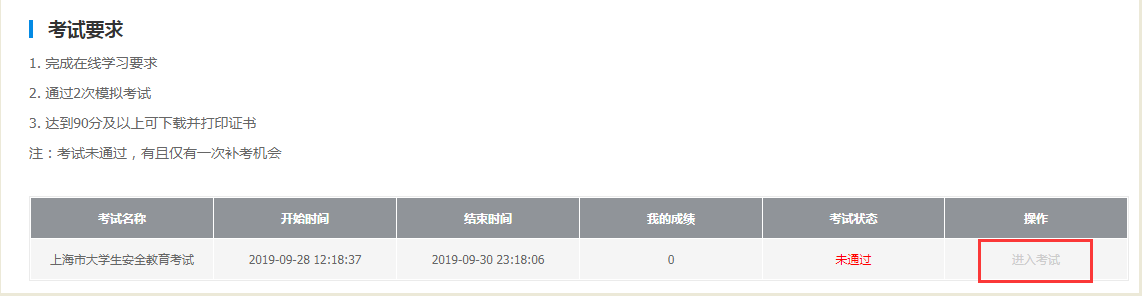 考试要求
1. 完成在线学习要求
2. 通过2次模拟考试
3. 达到90分及以上可下载并打印证书
注：考试未通过，有且仅有一次补考机会
考试名称 开始时间 结束时间 我的成绩 考试状态 操作
上海市大学生安全教育考试 2019-09-28 12:18:37 2019-09-30 23:18:06 0 未通过 进入考试